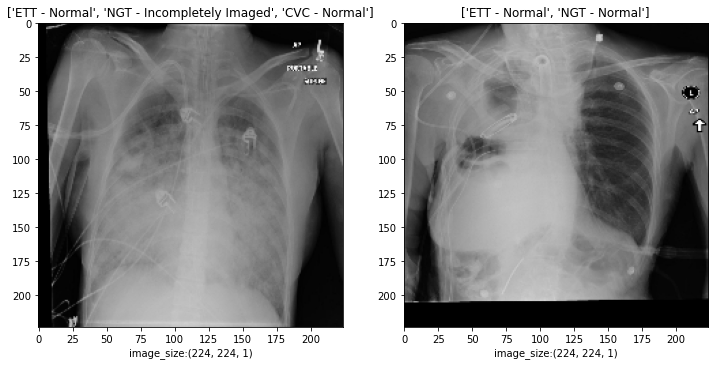 ['ETT - Normal', 'NGT - Incompletely Imaged', 'CVC - Normal']
['ETT - Normal', 'NGT - Normal']
0
25
50
75
100
125
150
175
200
0 25 50 75 100 125 150 175 200
image_size:(224, 224, 1)
0
25
50
75
100
125
150
175
200
L
0 25 50 75 100 125 150 175 200
image_size:(224, 224, 1)